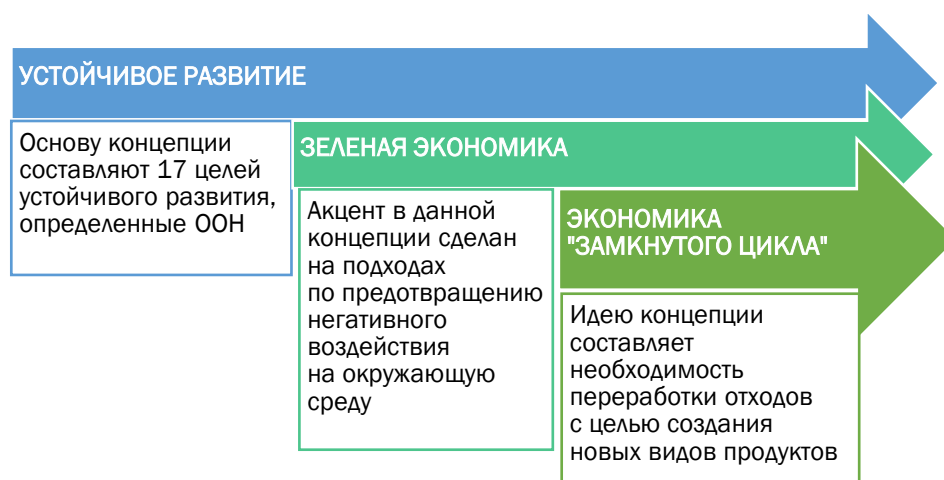 УСТОЙЧИВОЕ РАЗВИТИЕ
Основу концепции
составляют 17 целей
устойчивого развития,
определенные ООН
ЗЕЛЕНАЯ ЭКОНОМИКА
Акцент в данной
концепции сделан
на подходах
по предотвращению
негативного
воздействия
на окружающую
среду
ЭКОНОМИКА
"ЗАМКНУТОГО ЦИКЛА"
Идею концепции
составляет
необходимость
переработки отходов
с целью создания
новых видов продуктов